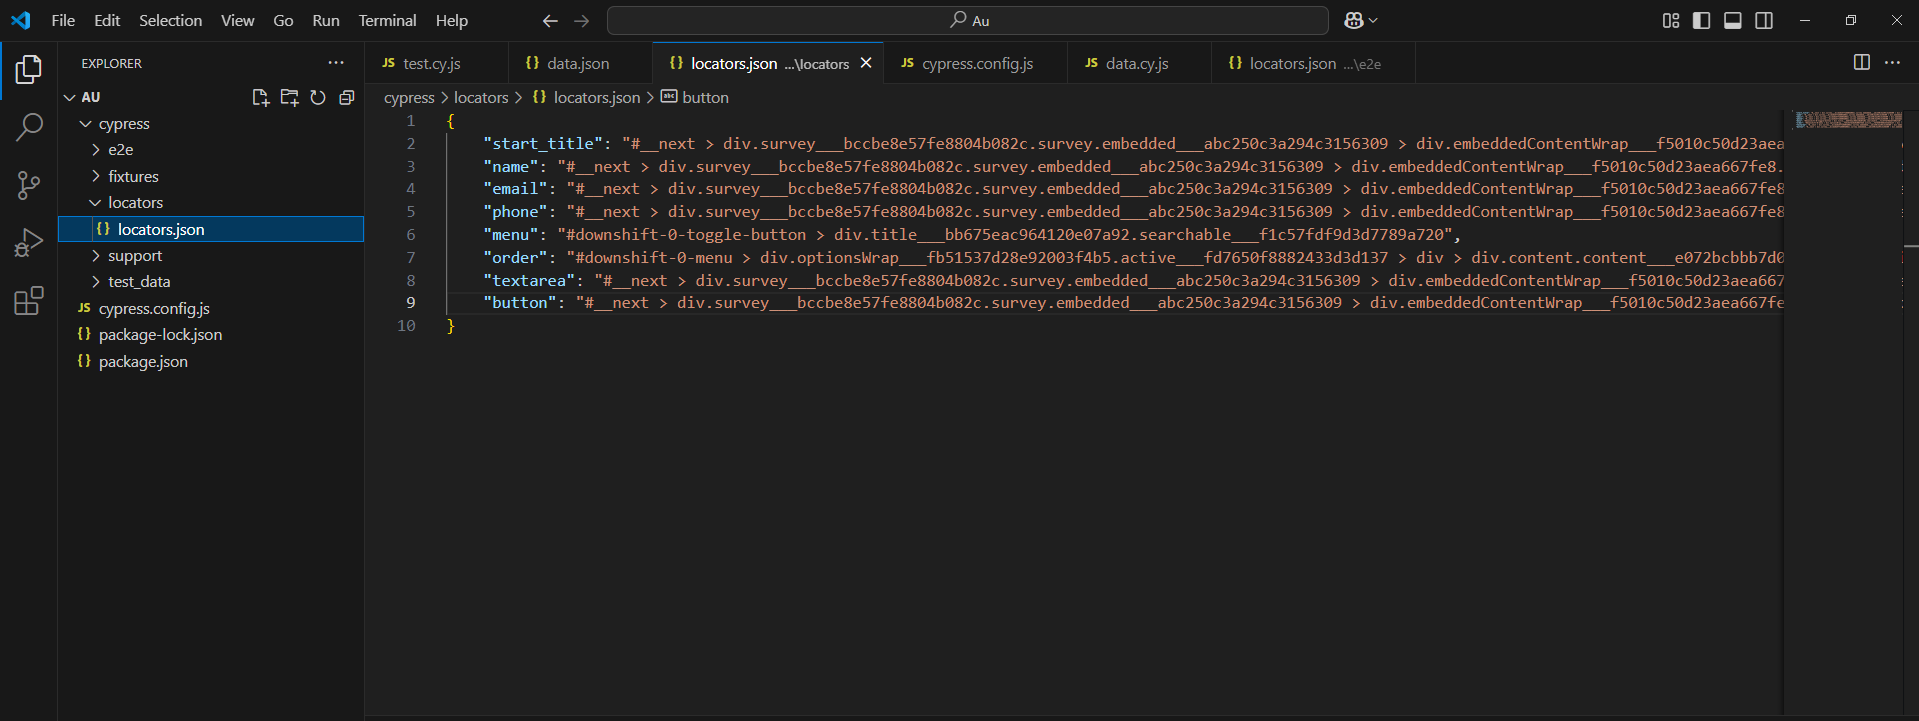 File Edit Selection View Go Run Terminal Help
Au
EXPLORER
AU
cypress
e2e
fixtures
locators
locators.json
support
test_data
cypress.config.js
package-lock.json
package.json
JS test.cy.js
{} data.json
{} locators.json ...\locators
JS cypress.config.js
JS data.cy.js
{} locators.json ...\e2e
cypress > locators > {} locators.json > abc button
1 {
2 "start_title": "#__next > div.survey___bccbe8e57fe8804b082c.survey.embedded___abc250c3a294c3156309 > div.embeddedContentWrap___f5010c50d23aea
3 "name": "#__next > div.survey___bccbe8e57fe8804b082c.survey.embedded___abc250c3a294c3156309 > div.embeddedContentWrap___f5010c50d23aea667fe8.
4 "email": "#__next > div.survey___bccbe8e57fe8804b082c.survey.embedded___abc250c3a294c3156309 > div.embeddedContentWrap___f5010c50d23aea667fe8
5 "phone": "#__next > div.survey___bccbe8e57fe8804b082c.survey.embedded___abc250c3a294c3156309 > div.embeddedContentWrap___f5010c50d23aea667fe8
6 "menu": "#downshift-0-toggle-button > div.title___bb675eac964120e07a92.searchable___f1c57fdf9d3d7789a720",
7 "order": "#downshift-0-menu > div.optionsWrap___fb51537d28e92003f4b5.active___fd7650f8882433d3d137 > div > div.content.content___e072bcbbb7d0
8 "textarea": "#__next > div.survey___bccbe8e57fe8804b082c.survey.embedded___abc250c3a294c3156309 > div.embeddedContentWrap___f5010c50d23aea667f
9 "button": "#__next > div.survey___bccbe8e57fe8804b082c.survey.embedded___abc250c3a294c3156309 > div.embeddedContentWrap___f5010c50d23aea667fe
10 }